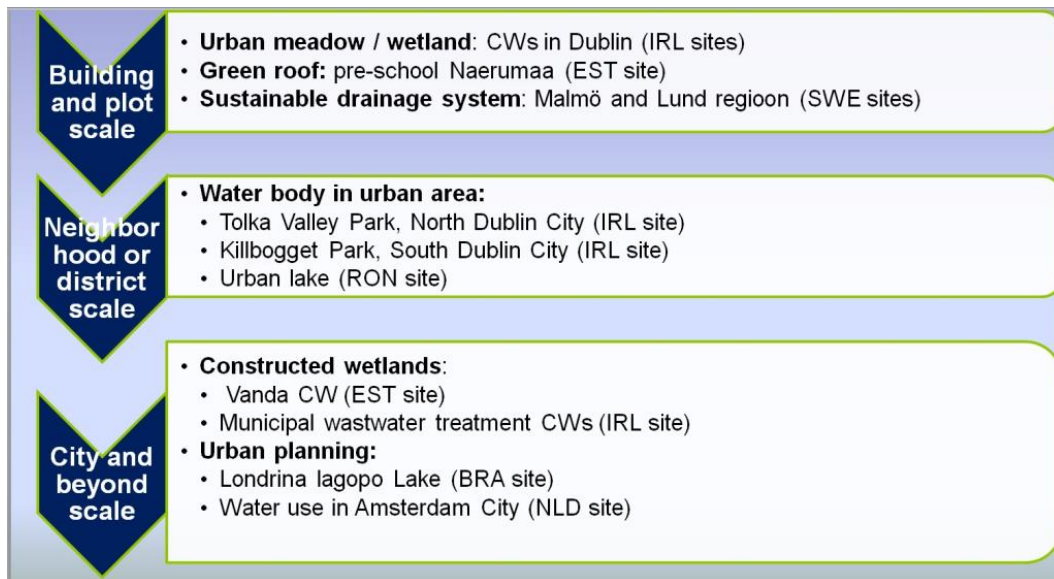 Building
and plot
scale
• Urban meadow / wetland: CWs in Dublin (IRL sites)
• Green roof: pre-school Naerumaa (EST site)
• Sustainable drainage system: Malmö and Lund regioon (SWE sites)
Neighbor
hood or
district
scale
• Water body in urban area:
• Tolka Valley Park, North Dublin City (IRL site)
• Killbogget Park, South Dublin City (IRL site)
• Urban lake (RON site)
City and
beyond
scale
• Constructed wetlands:
• Vanda CW (EST site)
• Municipal wastwater treatment CWs (IRL site)
• Urban planning:
• Londrina lagopo Lake (BRA site)
• Water use in Amsterdam City (NLD site)